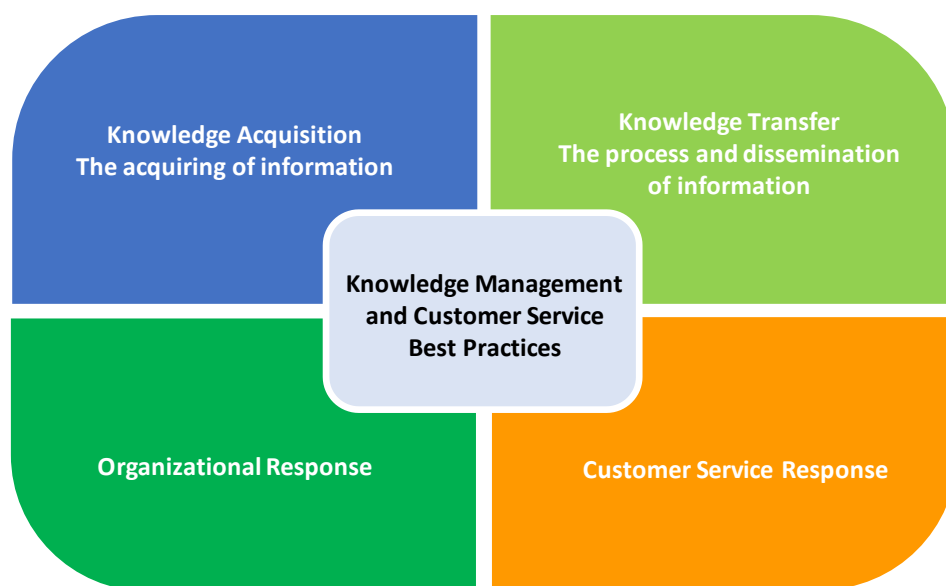 Knowledge Acquisition
The acquiring of information
Knowledge Transfer
The process and dissemination
of information
Knowledge Management
and Customer Service
Best Practices
Organizational Response
Customer Service Response